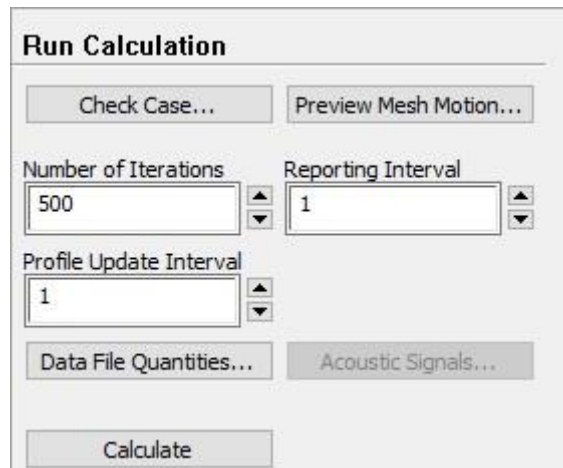 Run Calculation
Check Case... Preview Mesh Motion...
Number of Iterations Reporting Interval
500 1
Profile Update Interval
1
Data File Quantities... Acoustic Signals...
Calculate